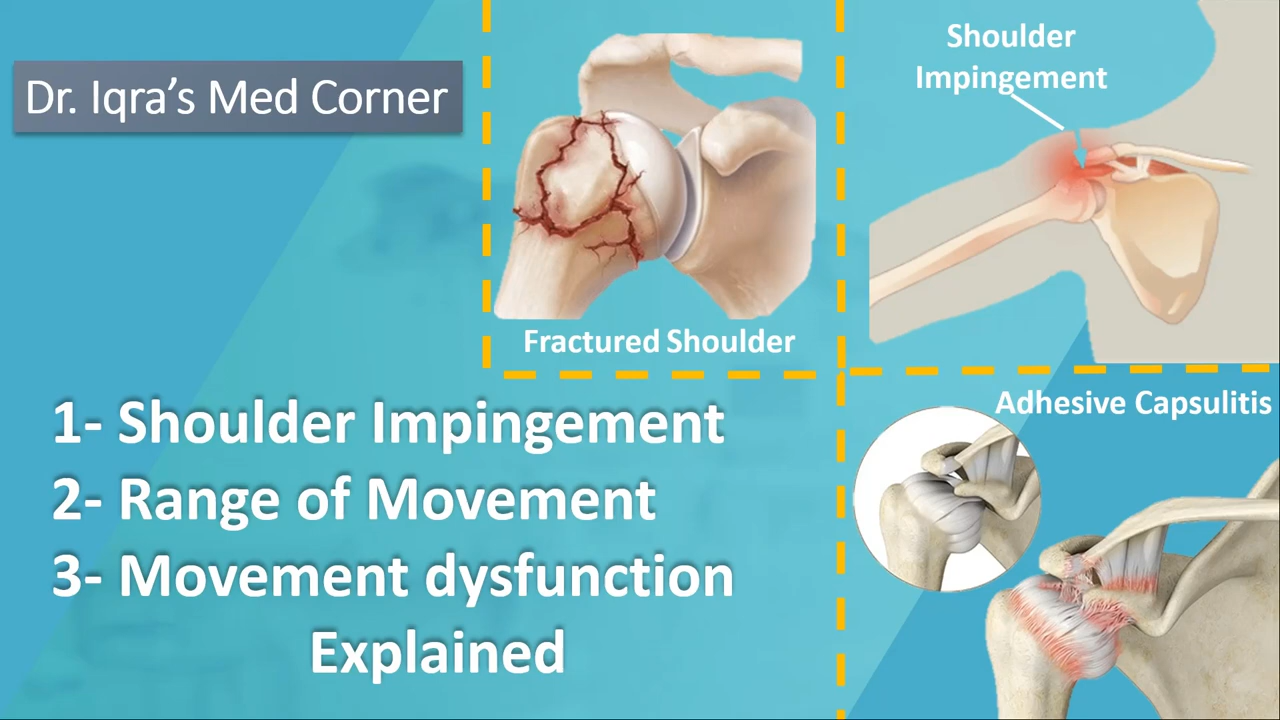 Dr. Iqra's Med Corner
Fractured Shoulder
Shoulder
Impingement
Adhesive Capsulitis
1- Shoulder Impingement
2- Range of Movement
3- Movement dysfunction
Explained